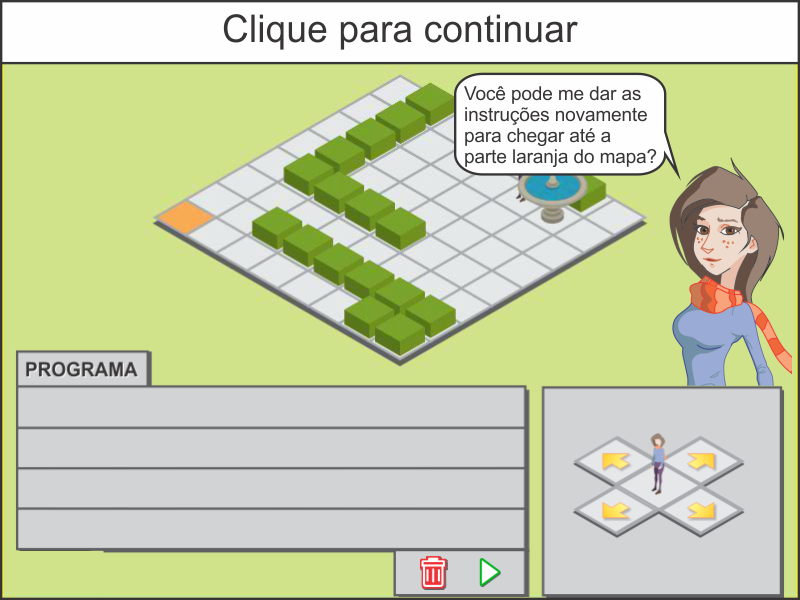 Clique para continuar
Você pode me dar as
instruções novamente
para chegar até a
parte laranja do mapa?
PROGRAMA